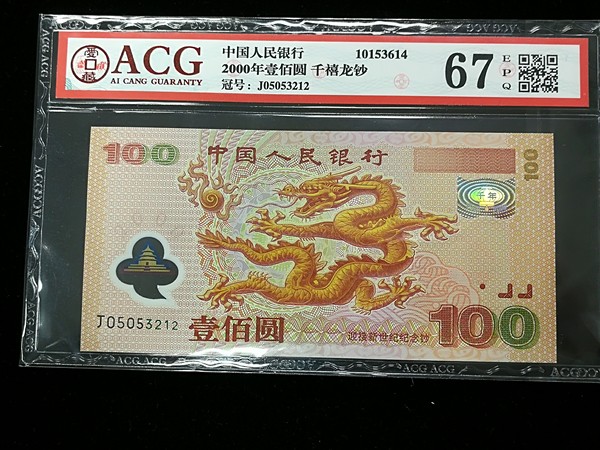 ACG
AI CANG GUARANTY
中国人民银行 10153614
2000年壹佰圆 千禧龙钞
冠号: J05053212
67 EPQ
100 中国人民银行 100
千年
J05053212 壹佰圆
迎接新世纪纪念钞
100